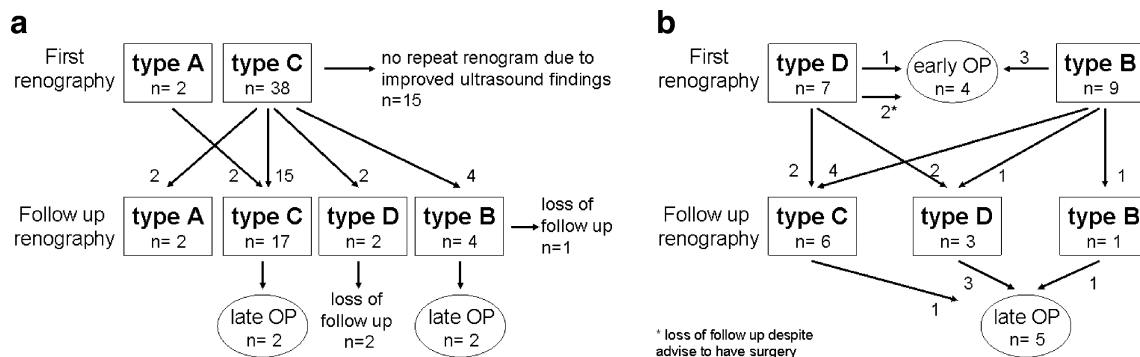 a
First
renography
type A
n= 2
type C
n= 38
no repeat renogram due to
improved ultrasound findings
n=15
2
2
15
2
4
Follow up
renography
type A
n= 2
type C
n= 17
type D
n= 2
type B
n= 4
loss of
follow up
n=1
late OP
n= 2
loss of
follow up
n=2
late OP
n= 2
b
First
renography
type D
n= 7
1
2*
early OP
n= 4
3
type B
n= 9
2
4
2
1
1
Follow up
renography
type C
n= 6
type D
n= 3
type B
n= 1
1
3
1
late OP
n= 5
* loss of follow up despite
advise to have surgery